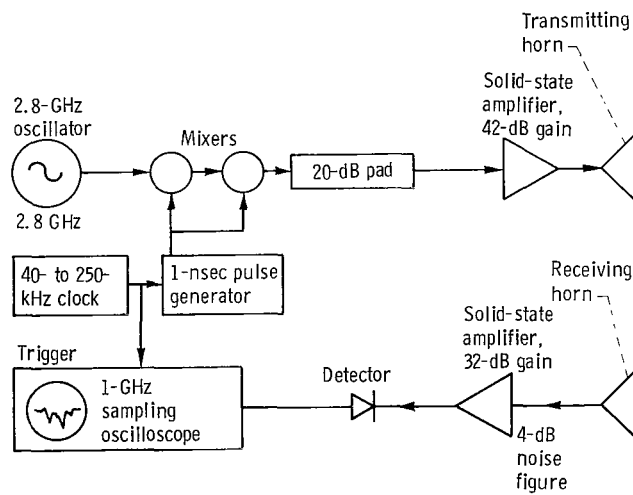 Transmitting
horn
Solid-state
amplifier,
42-dB gain
2.8-GHz
oscillator
Mixers
20-dB pad
2.8 GHz
40- to 250-
kHz clock
1-nsec pulse
generator
Receiving
horn
Solid-state
amplifier,
32-dB gain
Trigger
Detector
1-GHz
sampling
oscilloscope
4-dB
noise
figure